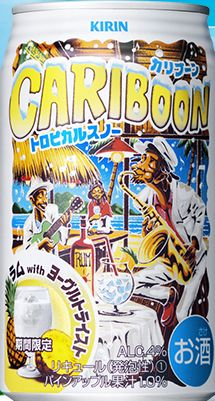 KIRIN
カリブーン
CARIBOON
トロピカルスノー
RUM
ラム with ヨーグルトテイスト
期間限定
ALC.4%
リキュール(発泡性)①
パインアップル果汁1.0%
お酒